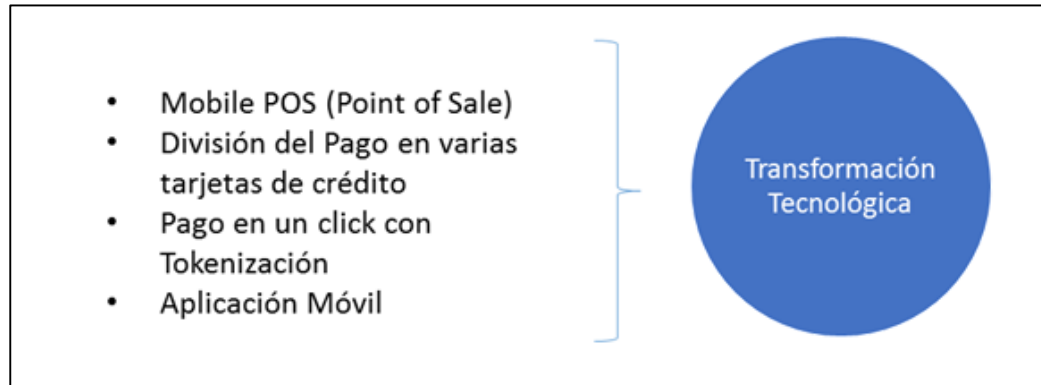 • Mobile POS (Point of Sale)
• División del Pago en varias
tarjetas de crédito
• Pago en un click con
Tokenización
• Aplicación Móvil
Transformación
Tecnológica